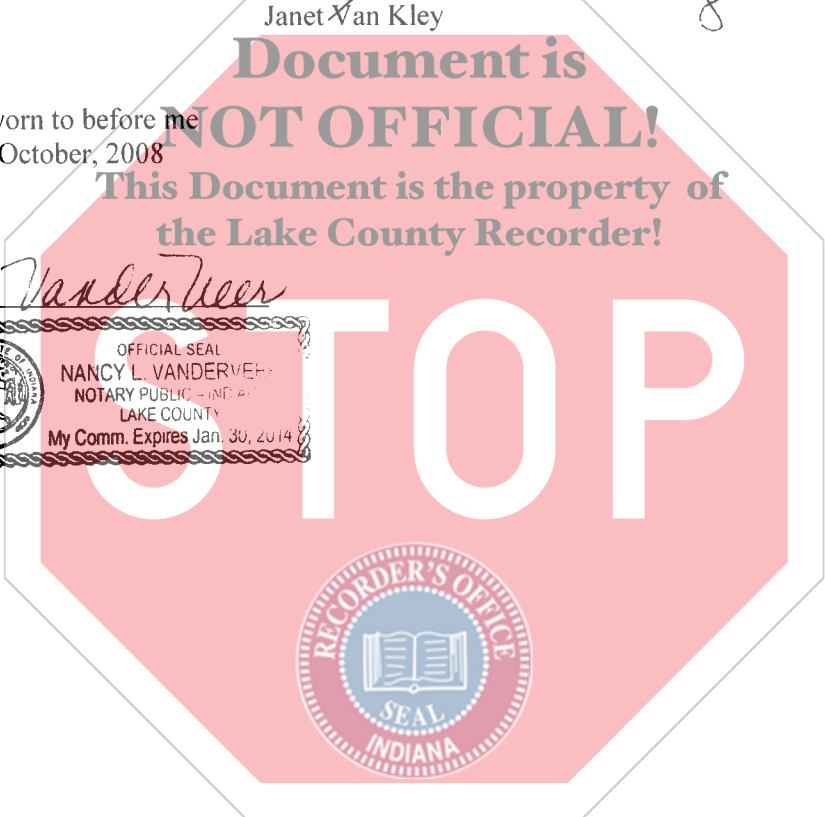 Janet Van Kley
Document is
NOT OFFICIAL!
worn to before me
October, 2008
This Document is the property of
the Lake County Recorder!
VanderVeer
STOP
OFFICIAL SEAL
NANCY L. VANDERVEE
NOTARY PUBLIC - INDIA
LAKE COUNTY
My Comm. Expires Jan. 30, 2014
RECORDER'S OFFICE
SEAL
INDIANA